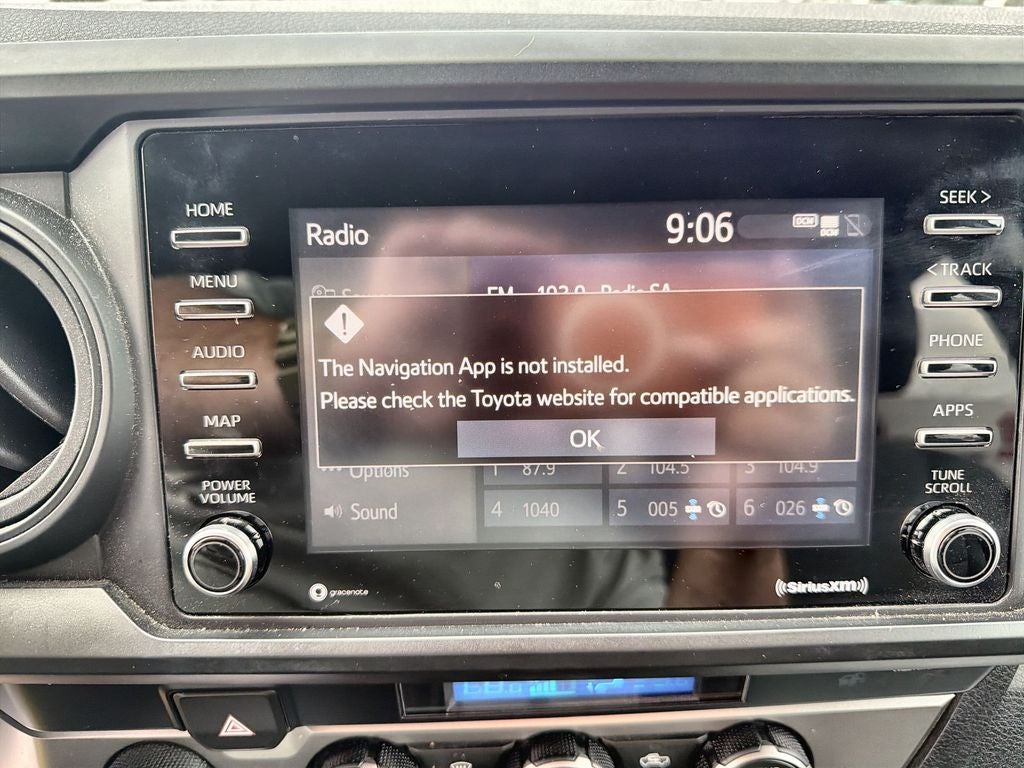 HOME
MENU
AUDIO
MAP
POWER
VOLUME
Radio
9:06
DCM
DCM
The Navigation App is not installed.
Please check the Toyota website for compatible applications.
OK
Options
1 87.9
2 104.5
3 104.9
Sound
4 1040
5 005
6 026
gracenote
SiriusXM
SEEK >
< TRACK
PHONE
APPS
TUNE
SCROLL